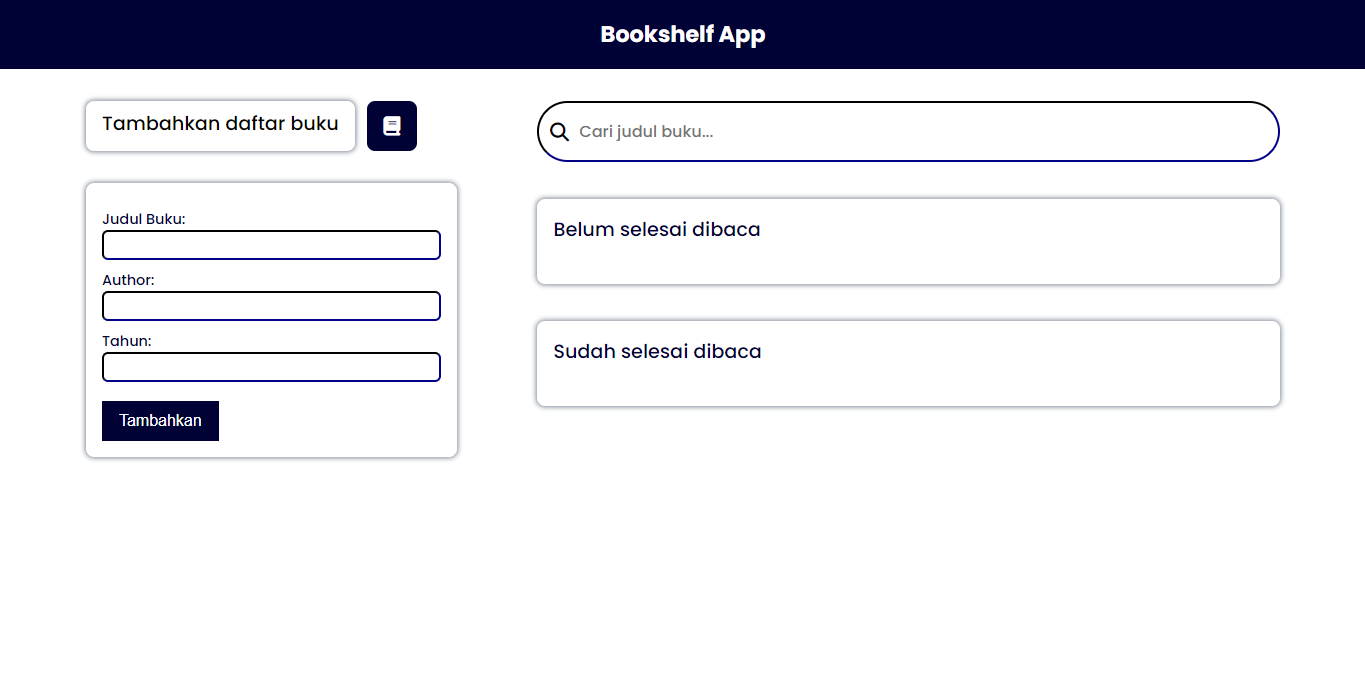 Bookshelf App
Tambahkan daftar buku
Judul Buku:
Author:
Tahun:
Tambahkan
Cari judul buku...
Belum selesai dibaca
Sudah selesai dibaca